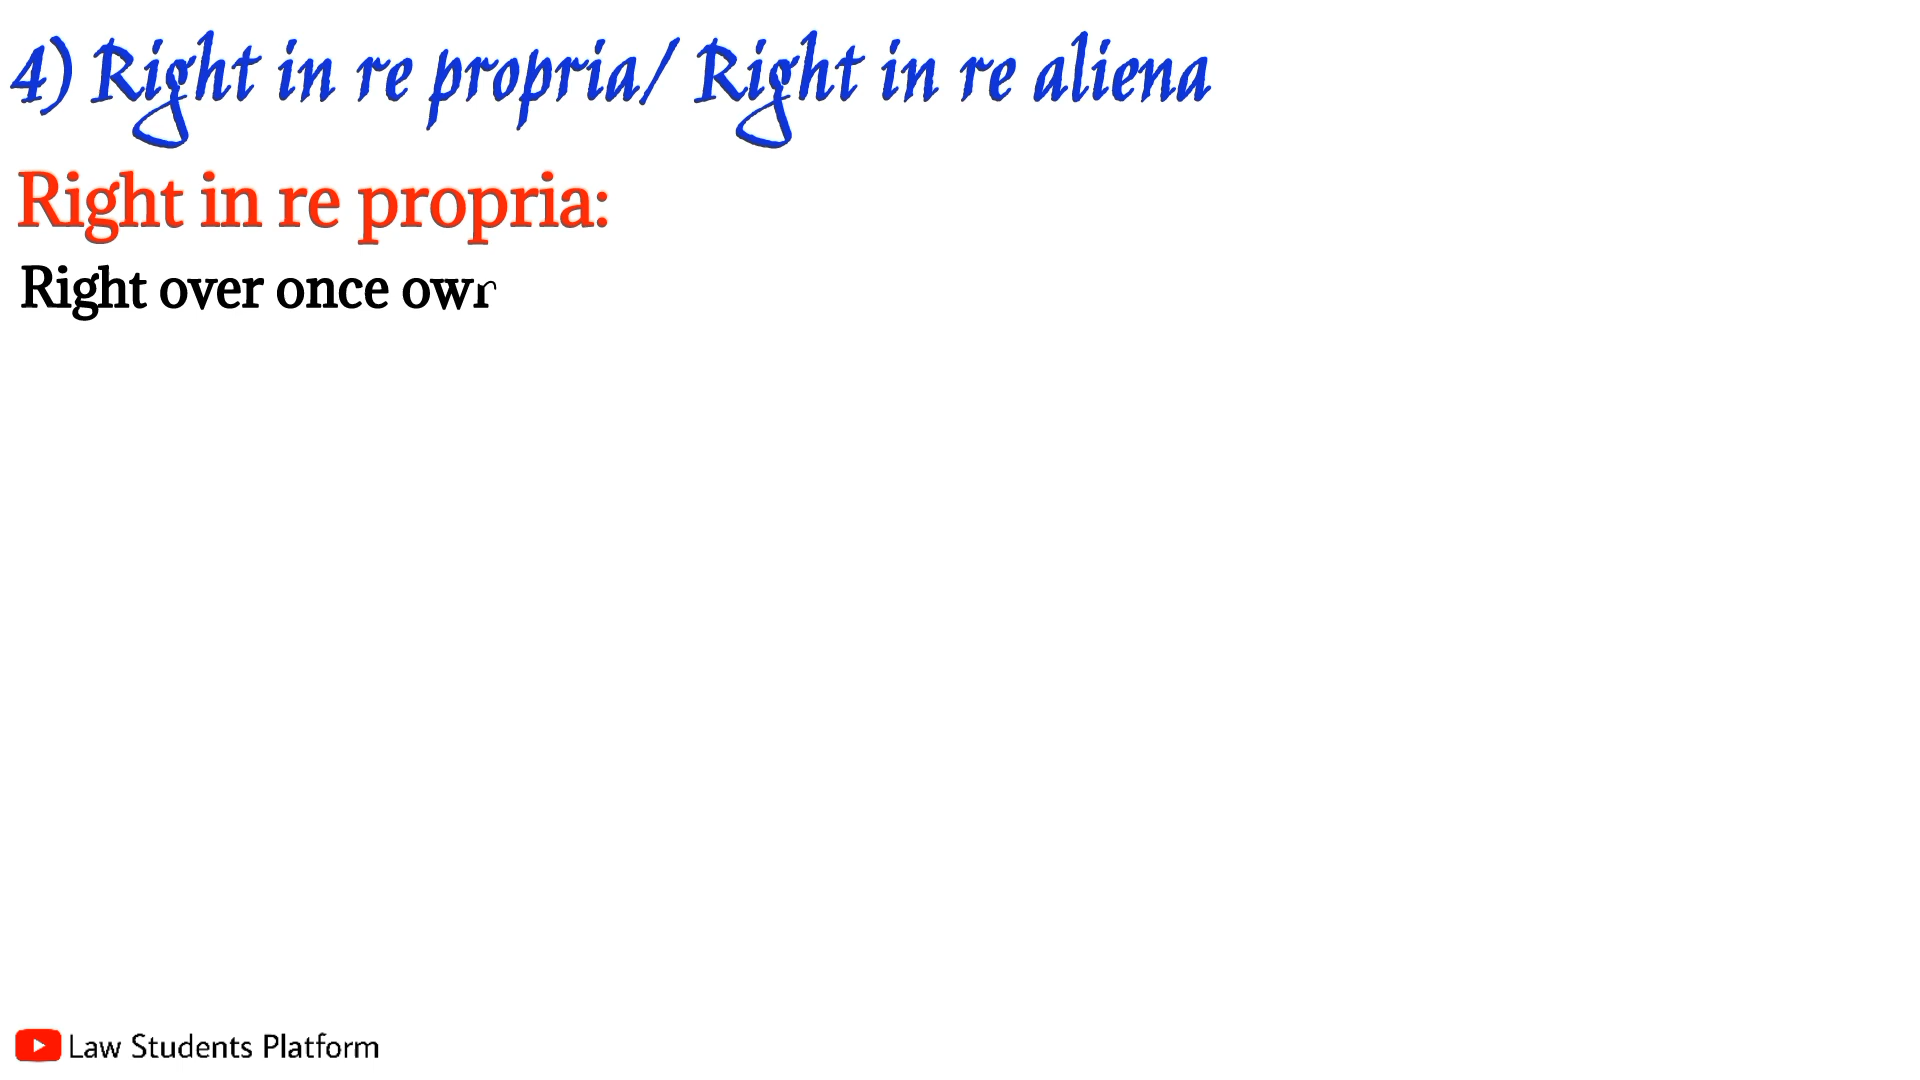 4) Right in re propria/ Right in re aliena
Right in re propria:
Right over once
Law Students Platform